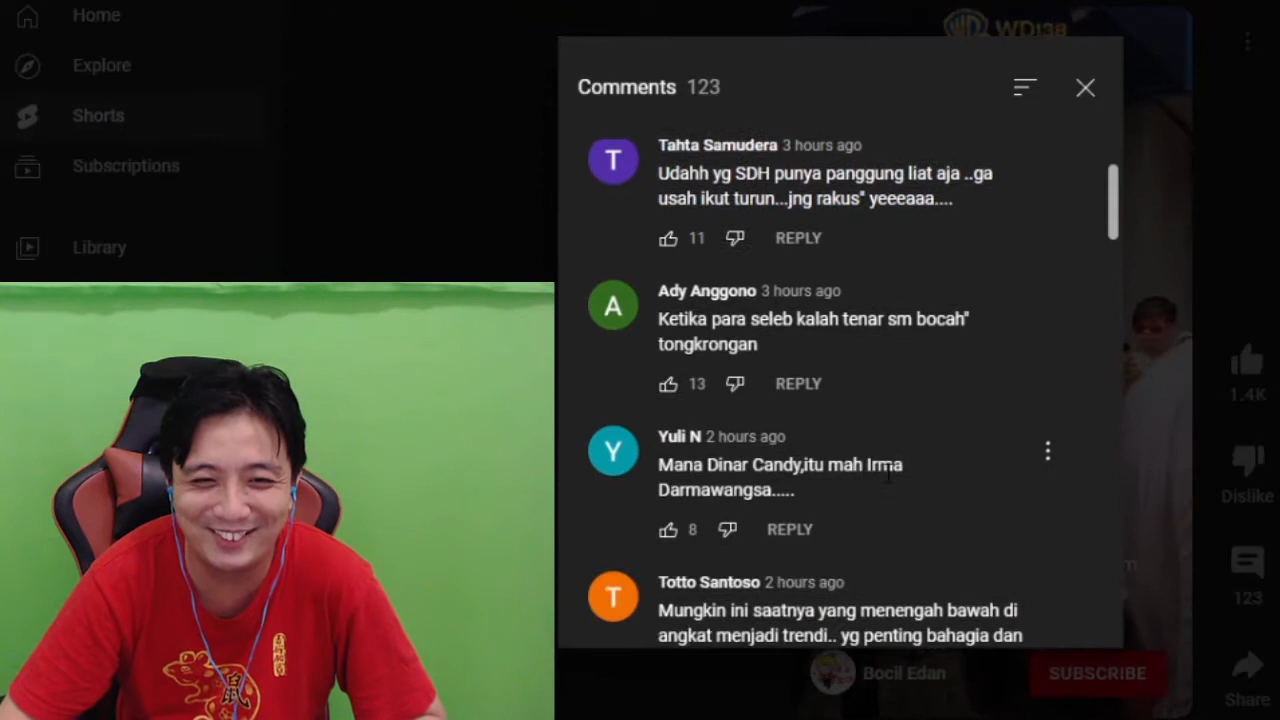 Home
Explore
Shorts
Subscriptions
Library
WD138
Comments 123
Tahta Samudera 3 hours ago
Udahh yg SDH punya panggung liat aja ..ga
usah ikut turun...jng rakus" yeeeaaa....
11 REPLY
Ady Anggono 3 hours ago
Ketika para seleb kalah tenar sm bocah"
tongkrongan
13 REPLY
Yuli N 2 hours ago
Mana Dinar Candy,itu mah Irma
Darmawangsa.....
8 REPLY
Totto Santoso 2 hours ago
Mungkin ini saatnya yang menengah bawah di
angkat menjadi trendi.. yg penting bahagia dan
Bocil Edan
SUBSCRIBE
1.4K
Dislike
123
Share
鼠